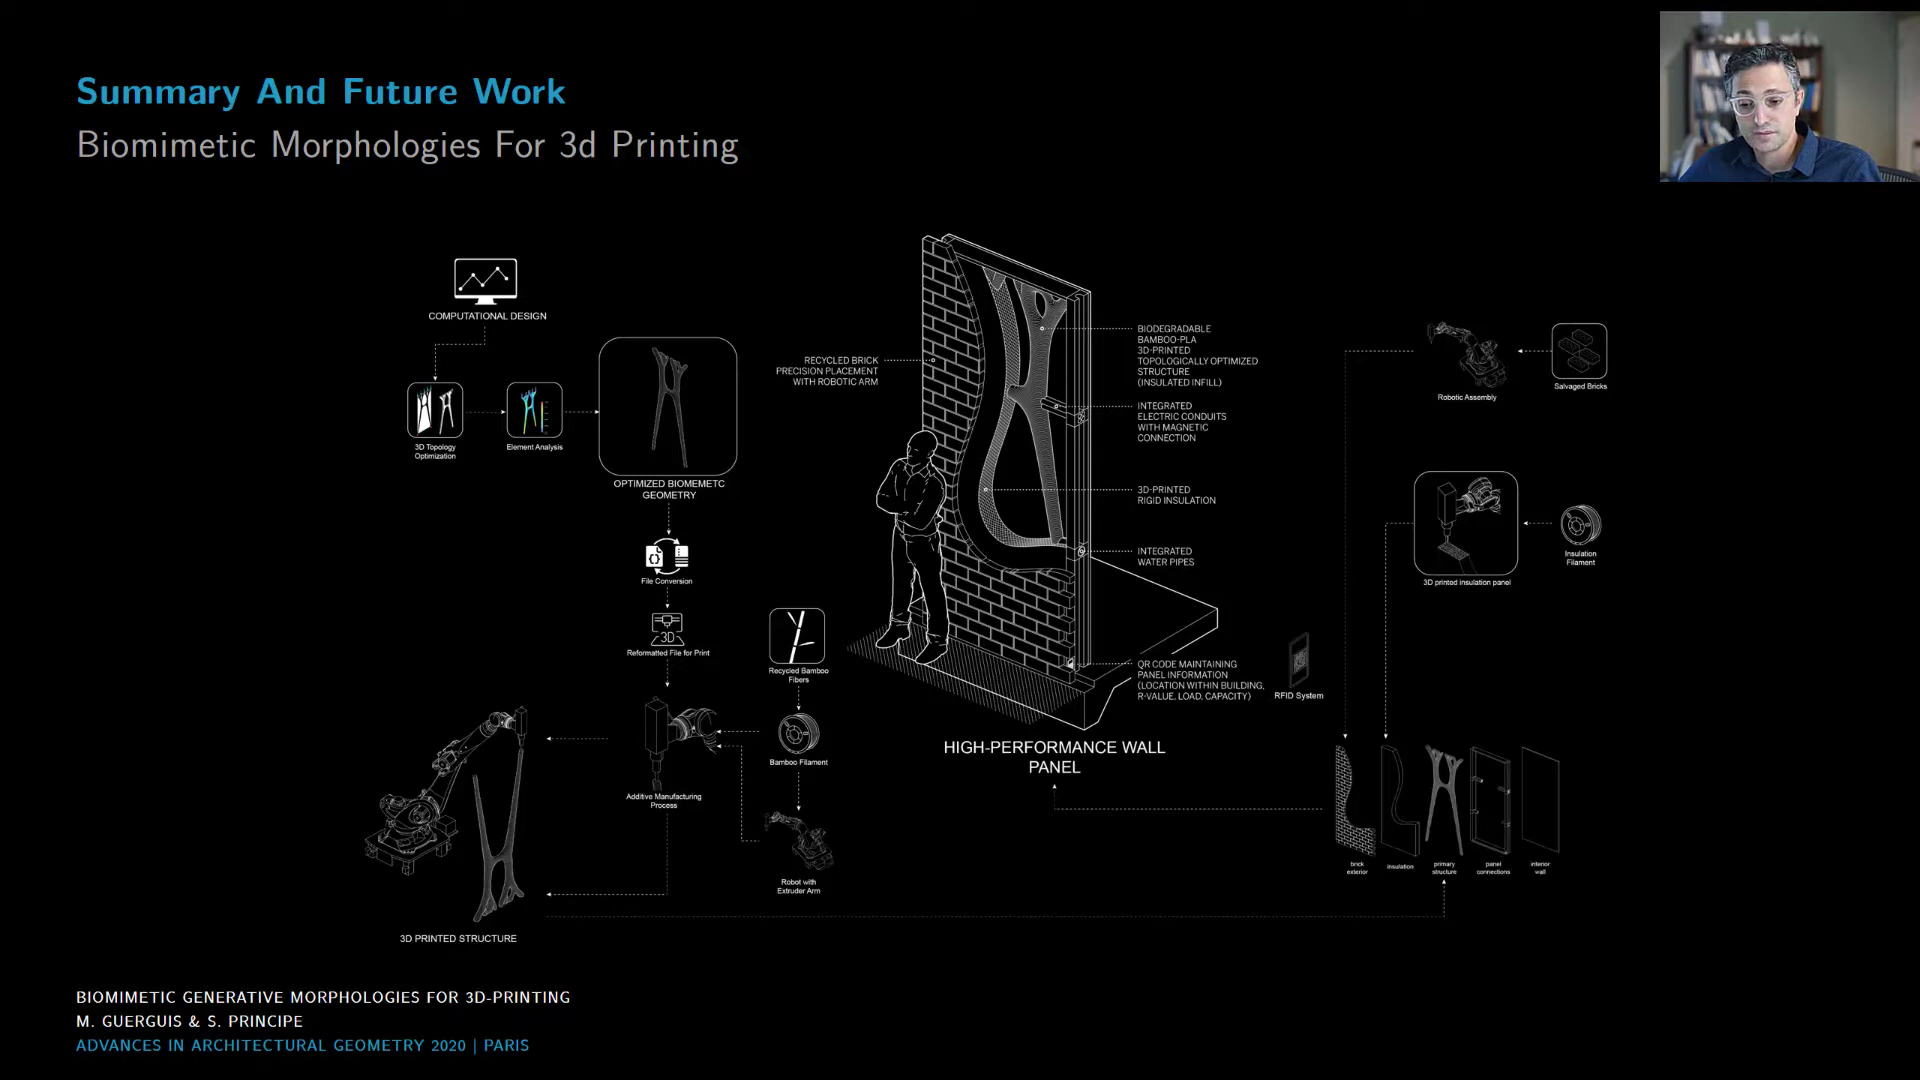 Summary And Future Work
Biomimetic Morphologies For 3d Printing
COMPUTATIONAL DESIGN
3D Topology
Optimization
Element Analysis
OPTIMIZED BIOMEMETC
GEOMETRY
File Conversion
3D
Reformatted File for Print
Recycled Bamboo
Fibers
Bamboo Filament
Additive Manufacturing
Process
Robot with
Extruder Arm
3D PRINTED STRUCTURE
RECYCLED BRICK
PRECISION PLACEMENT
WITH ROBOTIC ARM
BIODEGRADABLE
BAMBOO-PLA
3D-PRINTED
TOPOLOGICALLY OPTIMIZED
STRUCTURE
(INSULATED INFILL)
INTEGRATED
ELECTRIC CONDUITS
WITH MAGNETIC
CONNECTION
3D-PRINTED
RIGID INSULATION
INTEGRATED
WATER PIPES
QR CODE MAINTAINING
PANEL INFORMATION
(LOCATION WITHIN BUILDING,
R-VALUE, LOAD, CAPACITY)
RFID System
HIGH-PERFORMANCE WALL
PANEL
Robotic Assembly
Salvaged Bricks
3D printed insulation panel
Insulation
Filament
brick
exterior
insulation
primary
structure
panel
connections
interior
wall
BIOMIMETIC GENERATIVE MORPHOLOGIES FOR 3D-PRINTING
M. GUERGUIS & S. PRINCIPE
ADVANCES IN ARCHITECTURAL GEOMETRY 2020 | PARIS